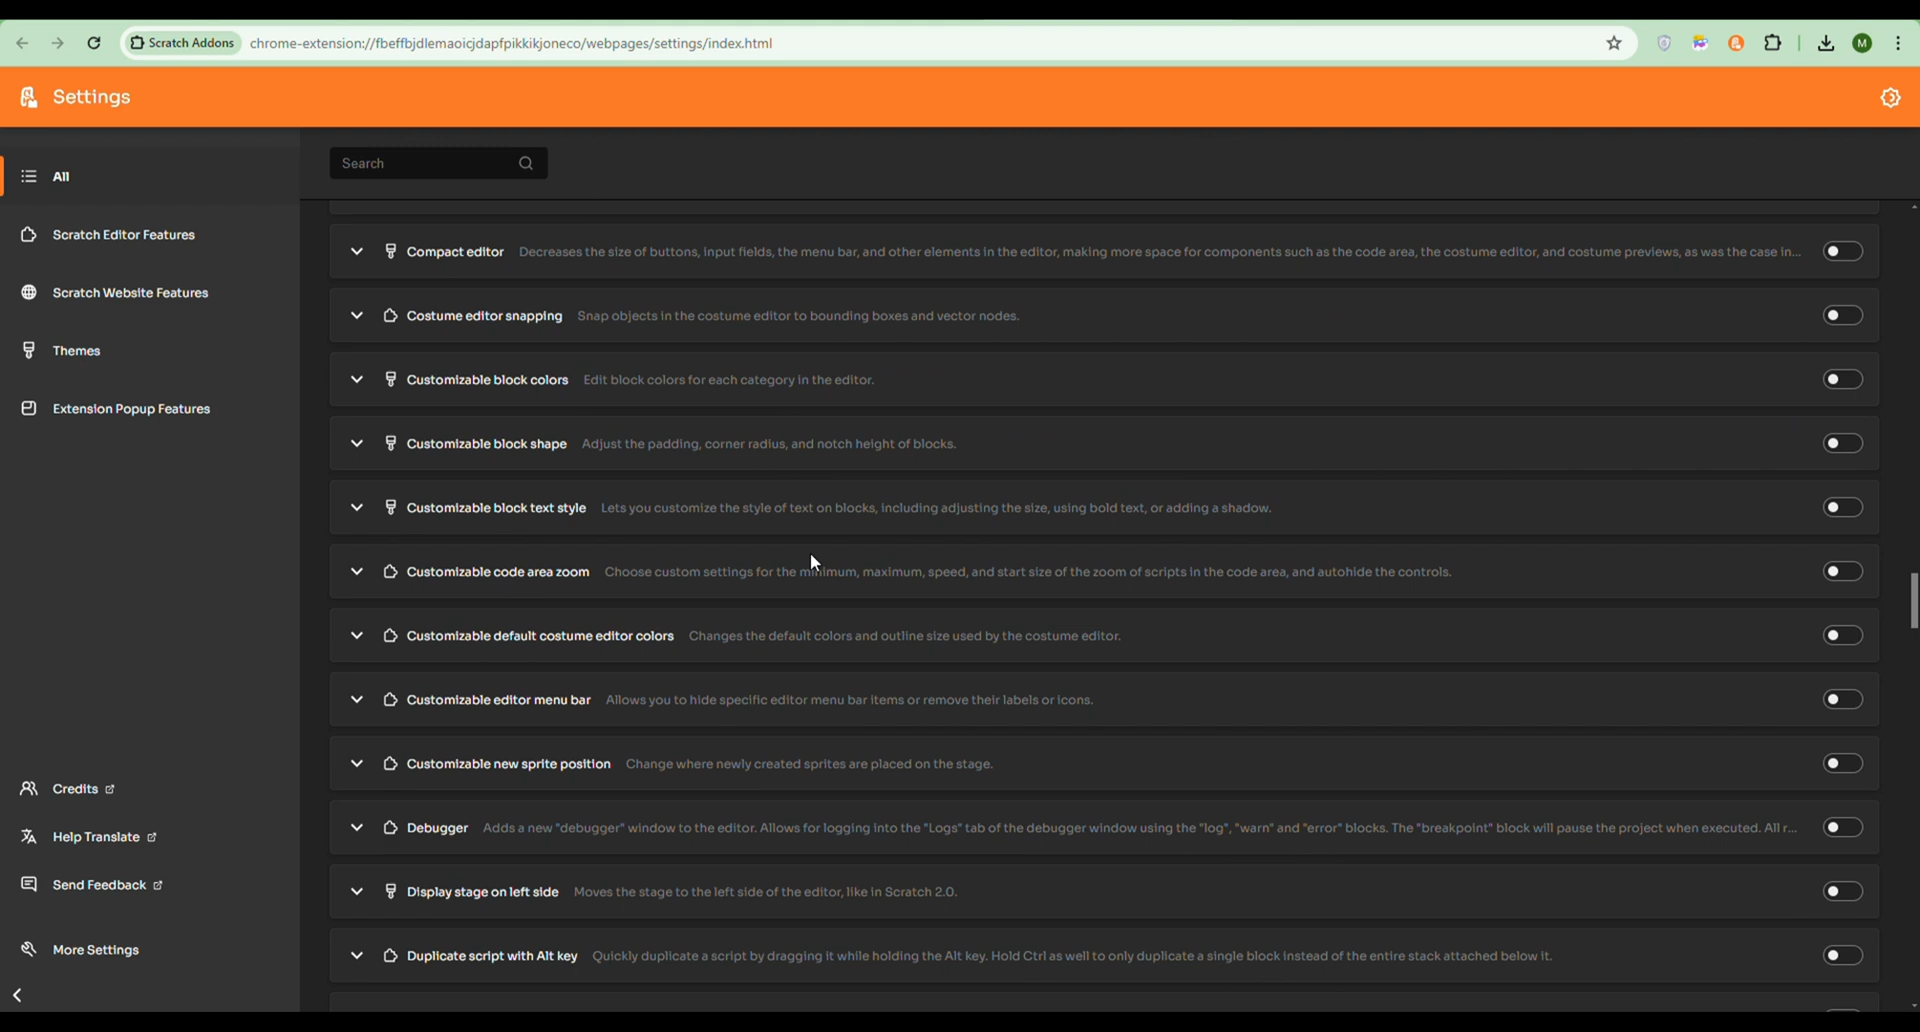 Scratch Addons chrome-extension://fbeffbjdlemaoicjdapfpikkikjoneco/webpages/settings/index.html M
Settings
Search
All
Scratch Editor Features
Scratch Website Features
Themes
Extension Popup Features
Compact editor Decreases the size of buttons, input fields, the menu bar, and other elements in the editor, making more space for components such as the code area, the costume editor, and costume previews, as was the case in...
Costume editor snapping Snap objects in the costume editor to bounding boxes and vector nodes.
Customizable block colors Edit block colors for each category in the editor.
Customizable block shape Adjust the padding, corner radius, and notch height of blocks.
Customizable block text style Lets you customize the style of text on blocks, including adjusting the size, using bold text, or adding a shadow.
Customizable code area zoom Choose custom settings for the minimum, maximum, speed, and start size of the zoom of scripts in the code area, and autohide the controls.
Customizable default costume editor colors Changes the default colors and outline size used by the costume editor.
Customizable editor menu bar Allows you to hide specific editor menu bar items or remove their labels or icons.
Customizable new sprite position Change where newly created sprites are placed on the stage.
Debugger Adds a new "debugger" window to the editor. Allows for logging into the "Logs" tab of the debugger window using the "log", "warn" and "error" blocks. The "breakpoint" block will pause the project when executed. All r...
Display stage on left side Moves the stage to the left side of the editor, like in Scratch 2.0.
Duplicate script with Alt key Quickly duplicate a script by dragging it while holding the Alt key. Hold Ctrl as well to only duplicate a single block instead of the entire stack attached below it.
Credits
Help Translate
Send Feedback
More Settings